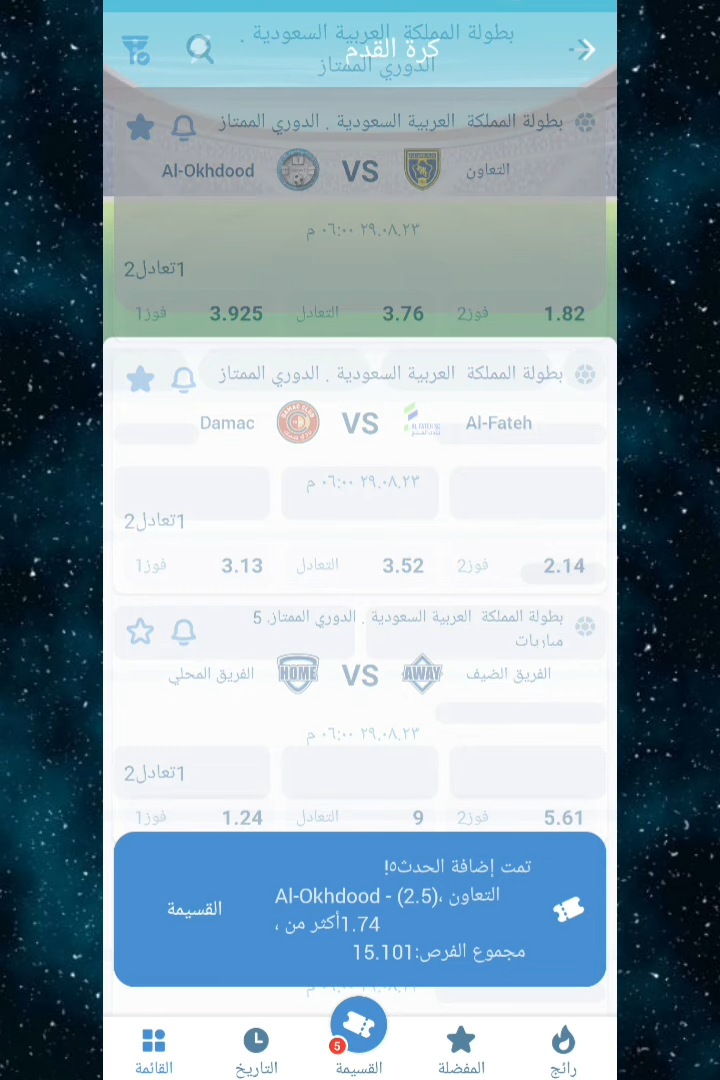 بطولة المملكة العربية السعودية .
الدوري الممتاز
كرة القدم
بطولة المملكة العربية السعودية . الدوري الممتاز
Al-Okhdood VS التعاون
٢٩.٠٨.٢٣ ٠٦:٠٠ م
1تعادل2
فوز1 3.925 التعادل 3.76 فوز2 1.82
بطولة المملكة العربية السعودية . الدوري الممتاز
Damac VS Al-Fateh
٢٩.٠٨.٢٣ ٠٦:٠٠ م
1تعادل2
فوز1 3.13 التعادل 3.52 فوز2 2.14
بطولة المملكة العربية السعودية . الدوري الممتاز. 5
مباريات
الفريق المحلي HOME VS AWAY الفريق الضيف
٢٩.٠٨.٢٣ ٠٦:٠٠ م
1تعادل2
فوز1 1.24 التعادل 9 فوز2 5.61
تمت إضافة الحدث٥!
Al-Okhdood - التعاون ،(2.5)
1.74أكثر من ،
مجموع الفرص:15.101
القسيمة
القائمة
التاريخ
5
القسيمة
المفضلة
رائج